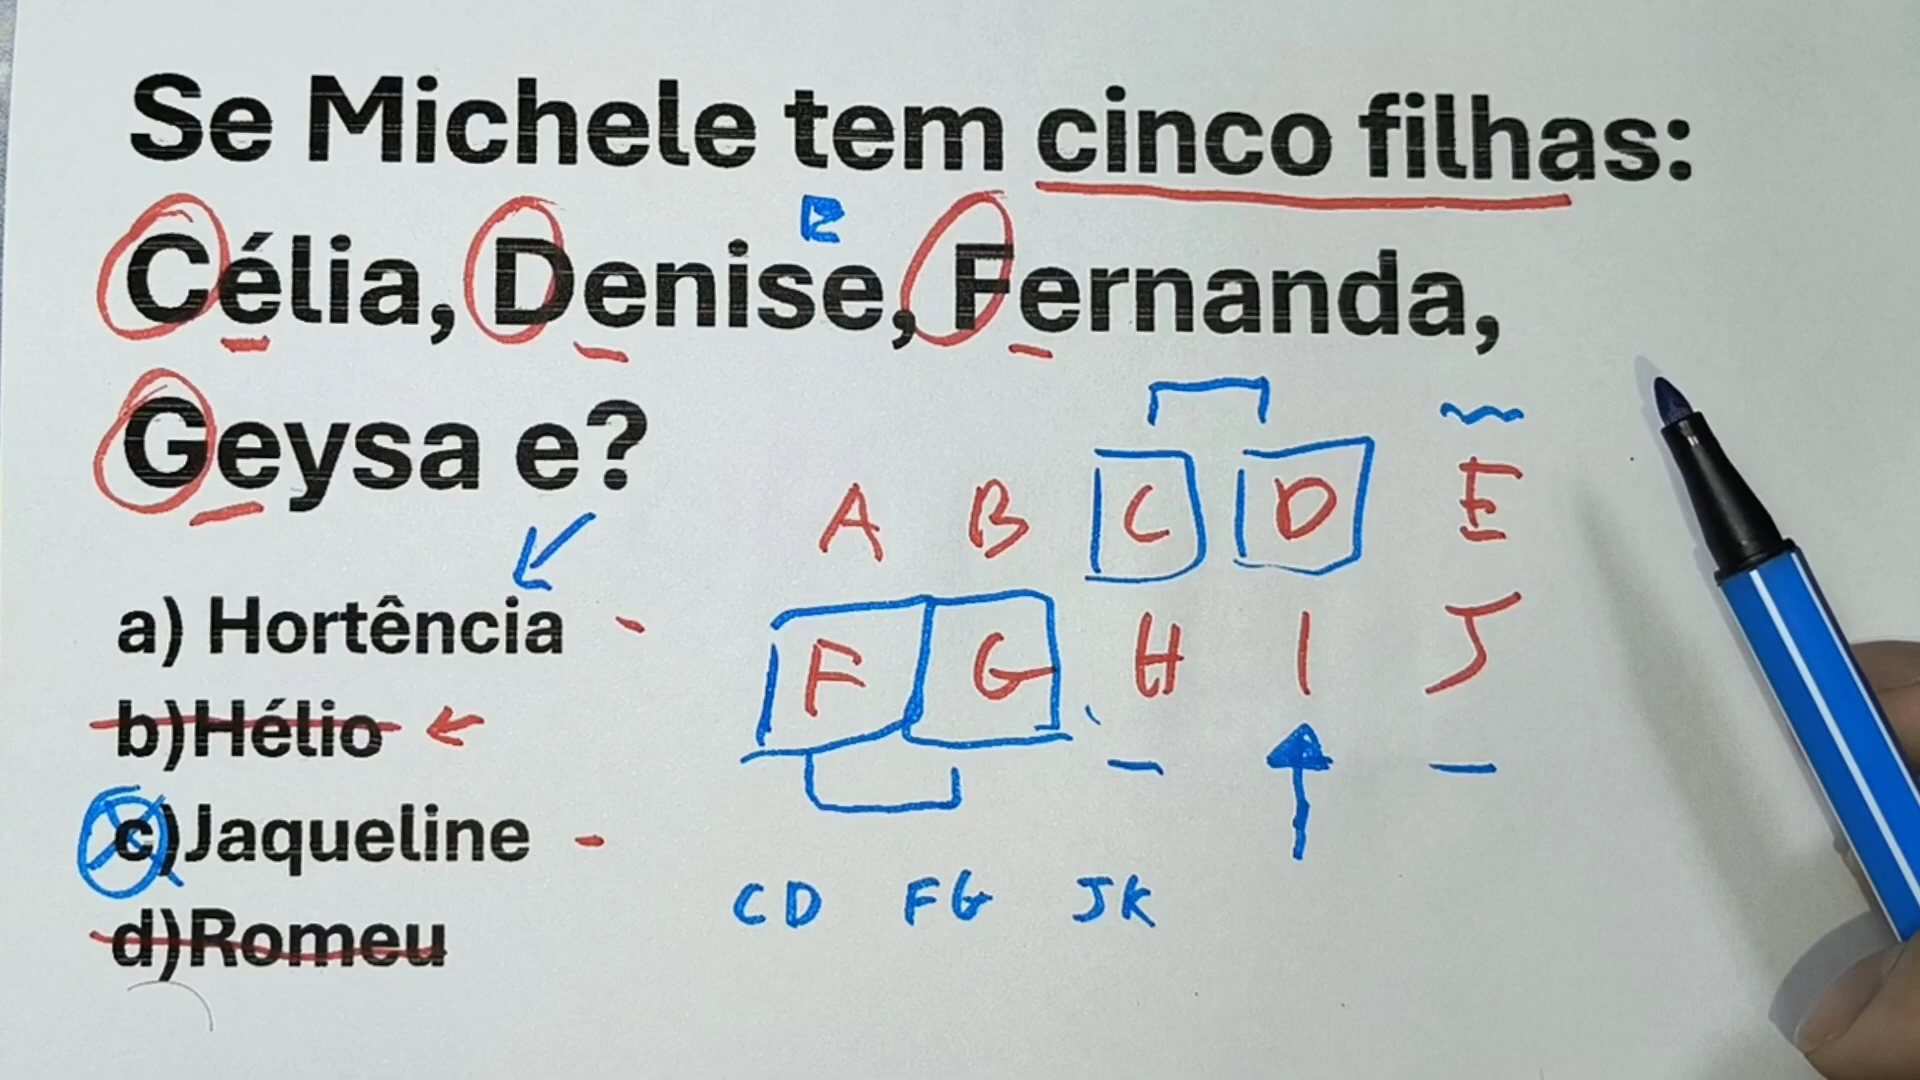 Se Michele tem cinco filhas:
Célia, Denise, Fernanda,
Geysa e?
A B C D E
a) Hortência
F G H I J
b)Hélio
c)Jaqueline
CD FG JK
d)Romeu